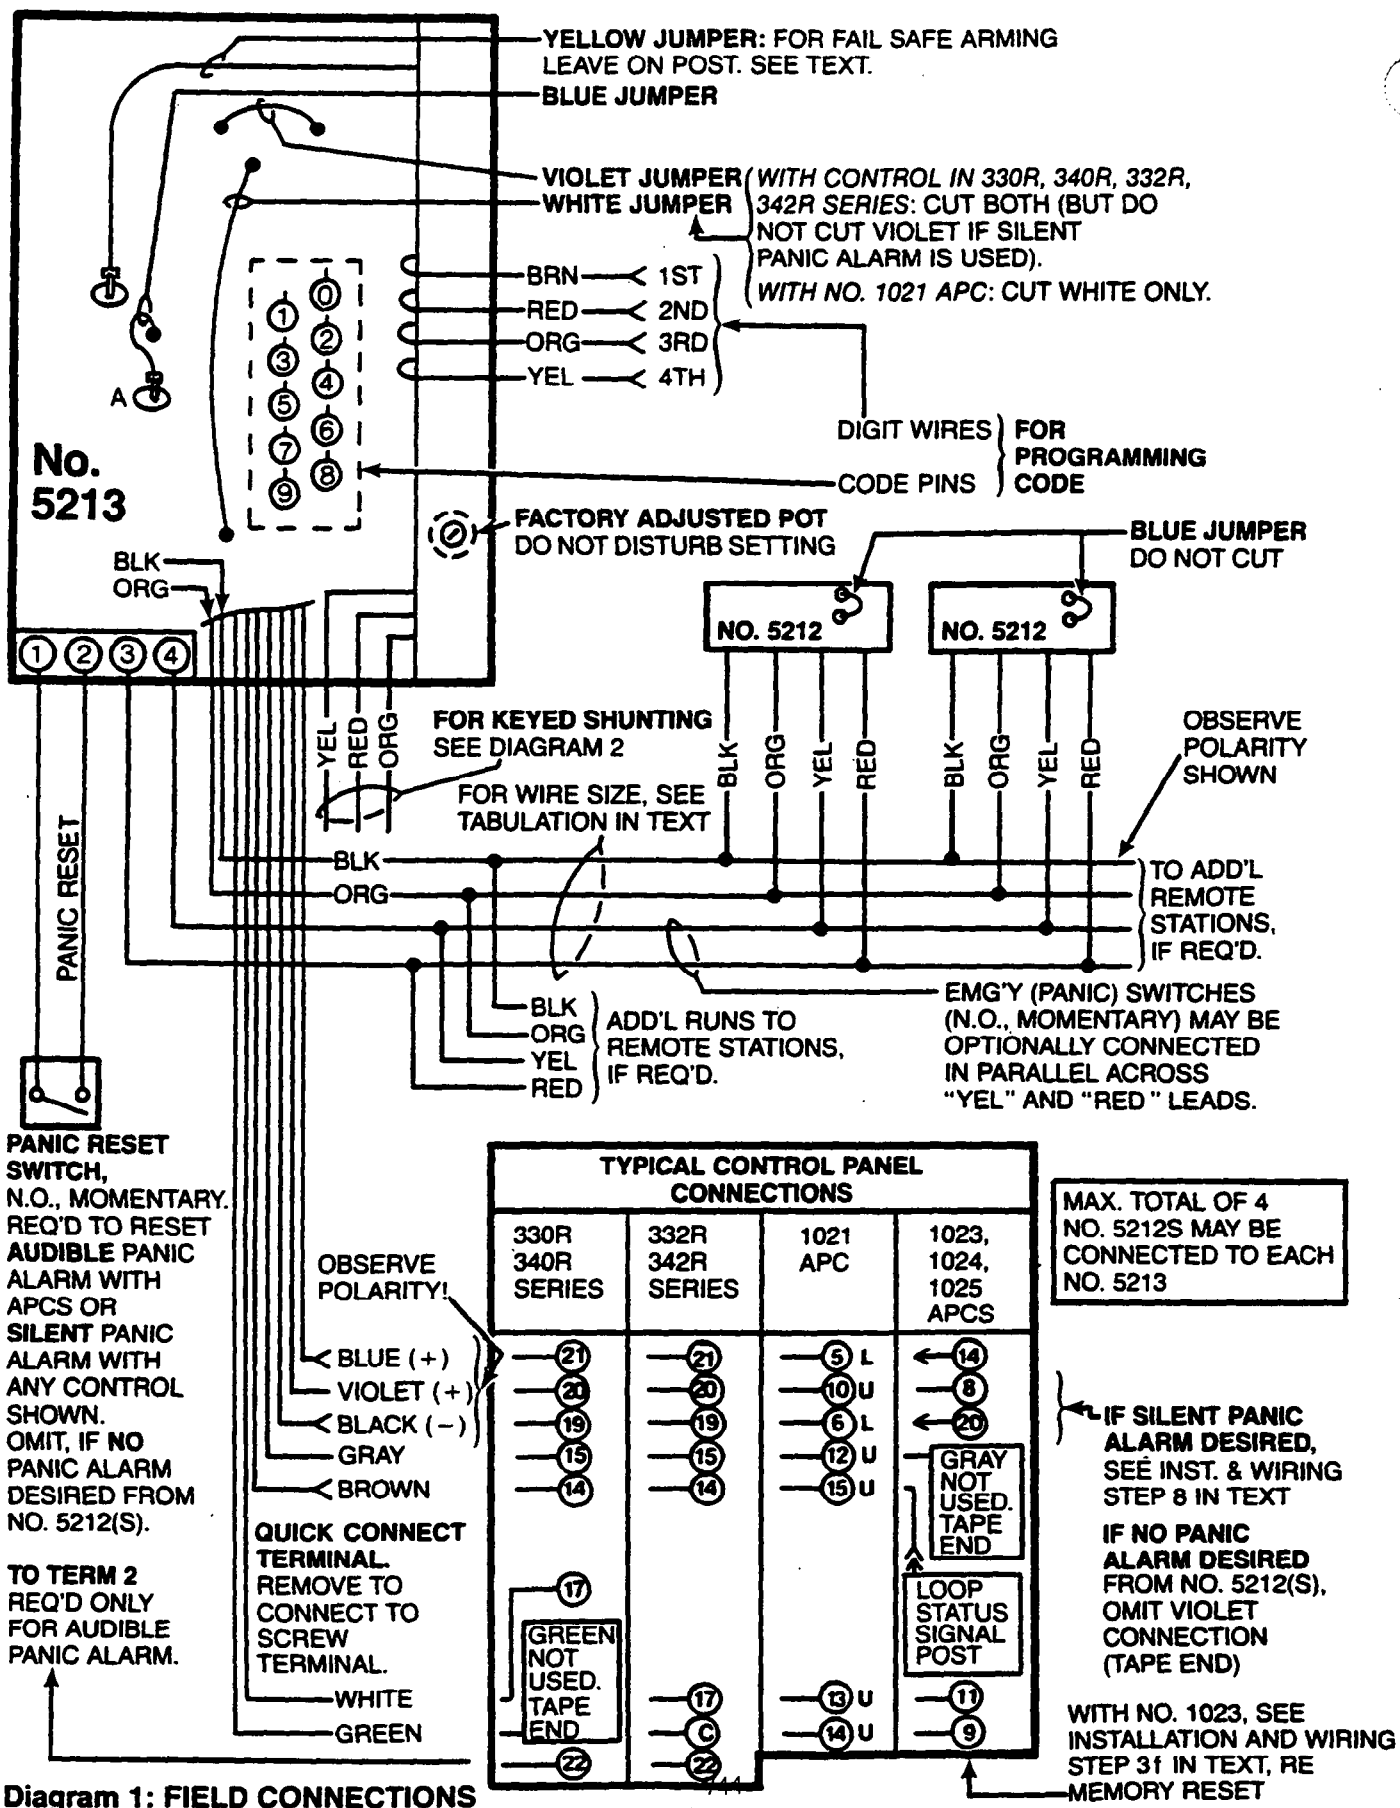 YELLOW JUMPER: FOR FAIL SAFE ARMING
LEAVE ON POST. SEE TEXT.
BLUE JUMPER
VIOLET JUMPER
WHITE JUMPER
WITH CONTROL IN 330R, 340R, 332R,
342R SERIES: CUT BOTH (BUT DO
NOT CUT VIOLET IF SILENT
PANIC ALARM IS USED).
WITH NO. 1021 APC: CUT WHITE ONLY.
BRN 1ST
RED 2ND
ORG 3RD
YEL 4TH
0
1
2
3
4
5
6
7
8
9
A
No.
5213
DIGIT WIRES
CODE PINS
FOR
PROGRAMMING
CODE
FACTORY ADJUSTED POT
DO NOT DISTURB SETTING
BLUE JUMPER
DO NOT CUT
BLK
ORG
1 2 3 4
NO. 5212
NO. 5212
YEL RED ORG
FOR KEYED SHUNTING
SEE DIAGRAM 2
BLK ORG YEL RED
BLK ORG YEL RED
OBSERVE
POLARITY
SHOWN
FOR WIRE SIZE, SEE
TABULATION IN TEXT
PANIC RESET
BLK
ORG
TO ADD'L
REMOTE
STATIONS,
IF REQ'D.
BLK
ORG
YEL
RED
ADD'L RUNS TO
REMOTE STATIONS,
IF REQ'D.
EMG'Y (PANIC) SWITCHES
(N.O., MOMENTARY) MAY BE
OPTIONALLY CONNECTED
IN PARALLEL ACROSS
"YEL" AND "RED" LEADS.
PANIC RESET
SWITCH,
N.O., MOMENTARY.
REQ'D TO RESET
AUDIBLE PANIC
ALARM WITH
APCS OR
SILENT PANIC
ALARM WITH
ANY CONTROL
SHOWN.
OMIT, IF NO
PANIC ALARM
DESIRED FROM
NO. 5212(S).
TO TERM 2
REQ'D ONLY
FOR AUDIBLE
PANIC ALARM.
OBSERVE
POLARITY!
BLUE (+)
VIOLET (+)
BLACK (-)
GRAY
BROWN
QUICK CONNECT
TERMINAL.
REMOVE TO
CONNECT TO
SCREW
TERMINAL.
WHITE
GREEN
TYPICAL CONTROL PANEL
CONNECTIONS
330R
340R
SERIES
332R
342R
SERIES
1021
APC
1023,
1024,
1025
APCS
21 21 5 L 14
20 20 10 U 8
19 19 6 L 20
15 15 12 U
14 14 15 U
GRAY
NOT
USED.
TAPE
END
17
LOOP
STATUS
SIGNAL
POST
GREEN
NOT
USED.
TAPE
END
17 13 U 11
C 14 U 9
22 22
MAX. TOTAL OF 4
NO. 5212S MAY BE
CONNECTED TO EACH
NO. 5213
IF SILENT PANIC
ALARM DESIRED,
SEE INST. & WIRING
STEP 8 IN TEXT
IF NO PANIC
ALARM DESIRED
FROM NO. 5212(S),
OMIT VIOLET
CONNECTION
(TAPE END)
WITH NO. 1023, SEE
INSTALLATION AND WIRING
STEP 3f IN TEXT, RE
MEMORY RESET
Diagram 1: FIELD CONNECTIONS